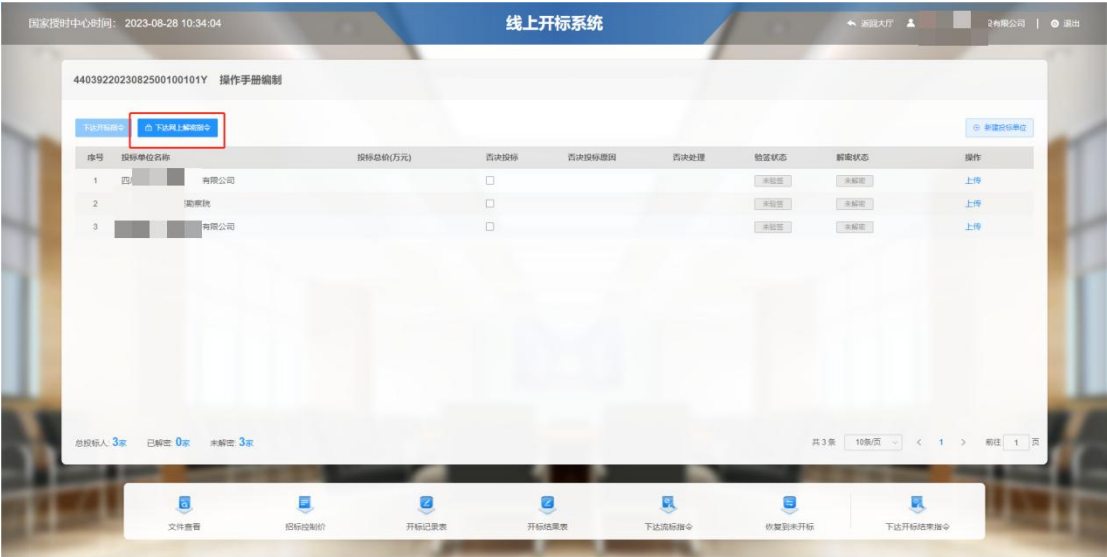 国家授时中心时间： 2023-08-28 10:34:04 线上开标系统 返回大厅 有限公司 | 退出
4403922023082500100101Y 操作手册编制
下达开标指令 下达网上解密指令 新建投标单位
序号 投标单位名称 投标总价(万元) 否决投标 否决投标原因 否决处理 验签状态 解密状态 操作
1 四 有限公司 未验签 未解密 上传
2 勘察院 未验签 未解密 上传
3 有限公司 未验签 未解密 上传
总投标人: 3家 已解密: 0家 未解密: 3家 共 3 条 10条/页 < 1 > 前往 1 页
文件查看 招标控制价 开标记录表 开标结果表 下达流标指令 恢复到未开标 下达开标结束指令